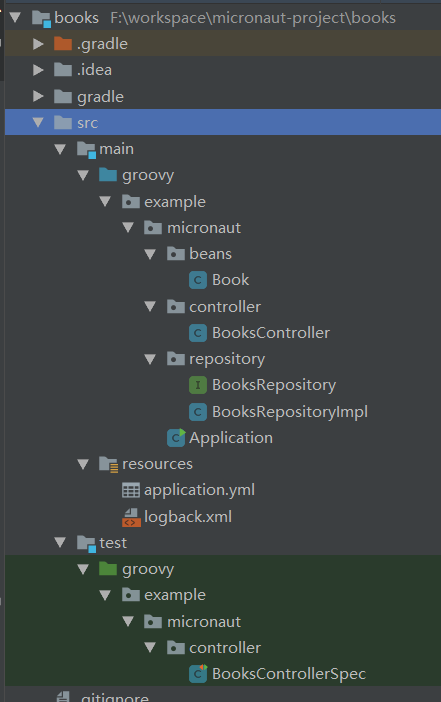 books F:\workspace\micronaut-project\books
.gradle
.idea
gradle
src
main
groovy
example
micronaut
beans
C Book
controller
C BooksController
repository
I BooksRepository
C BooksRepositoryImpl
C Application
resources
application.yml
logback.xml
test
groovy
example
micronaut
controller
C BooksControllerSpec
.gitignore